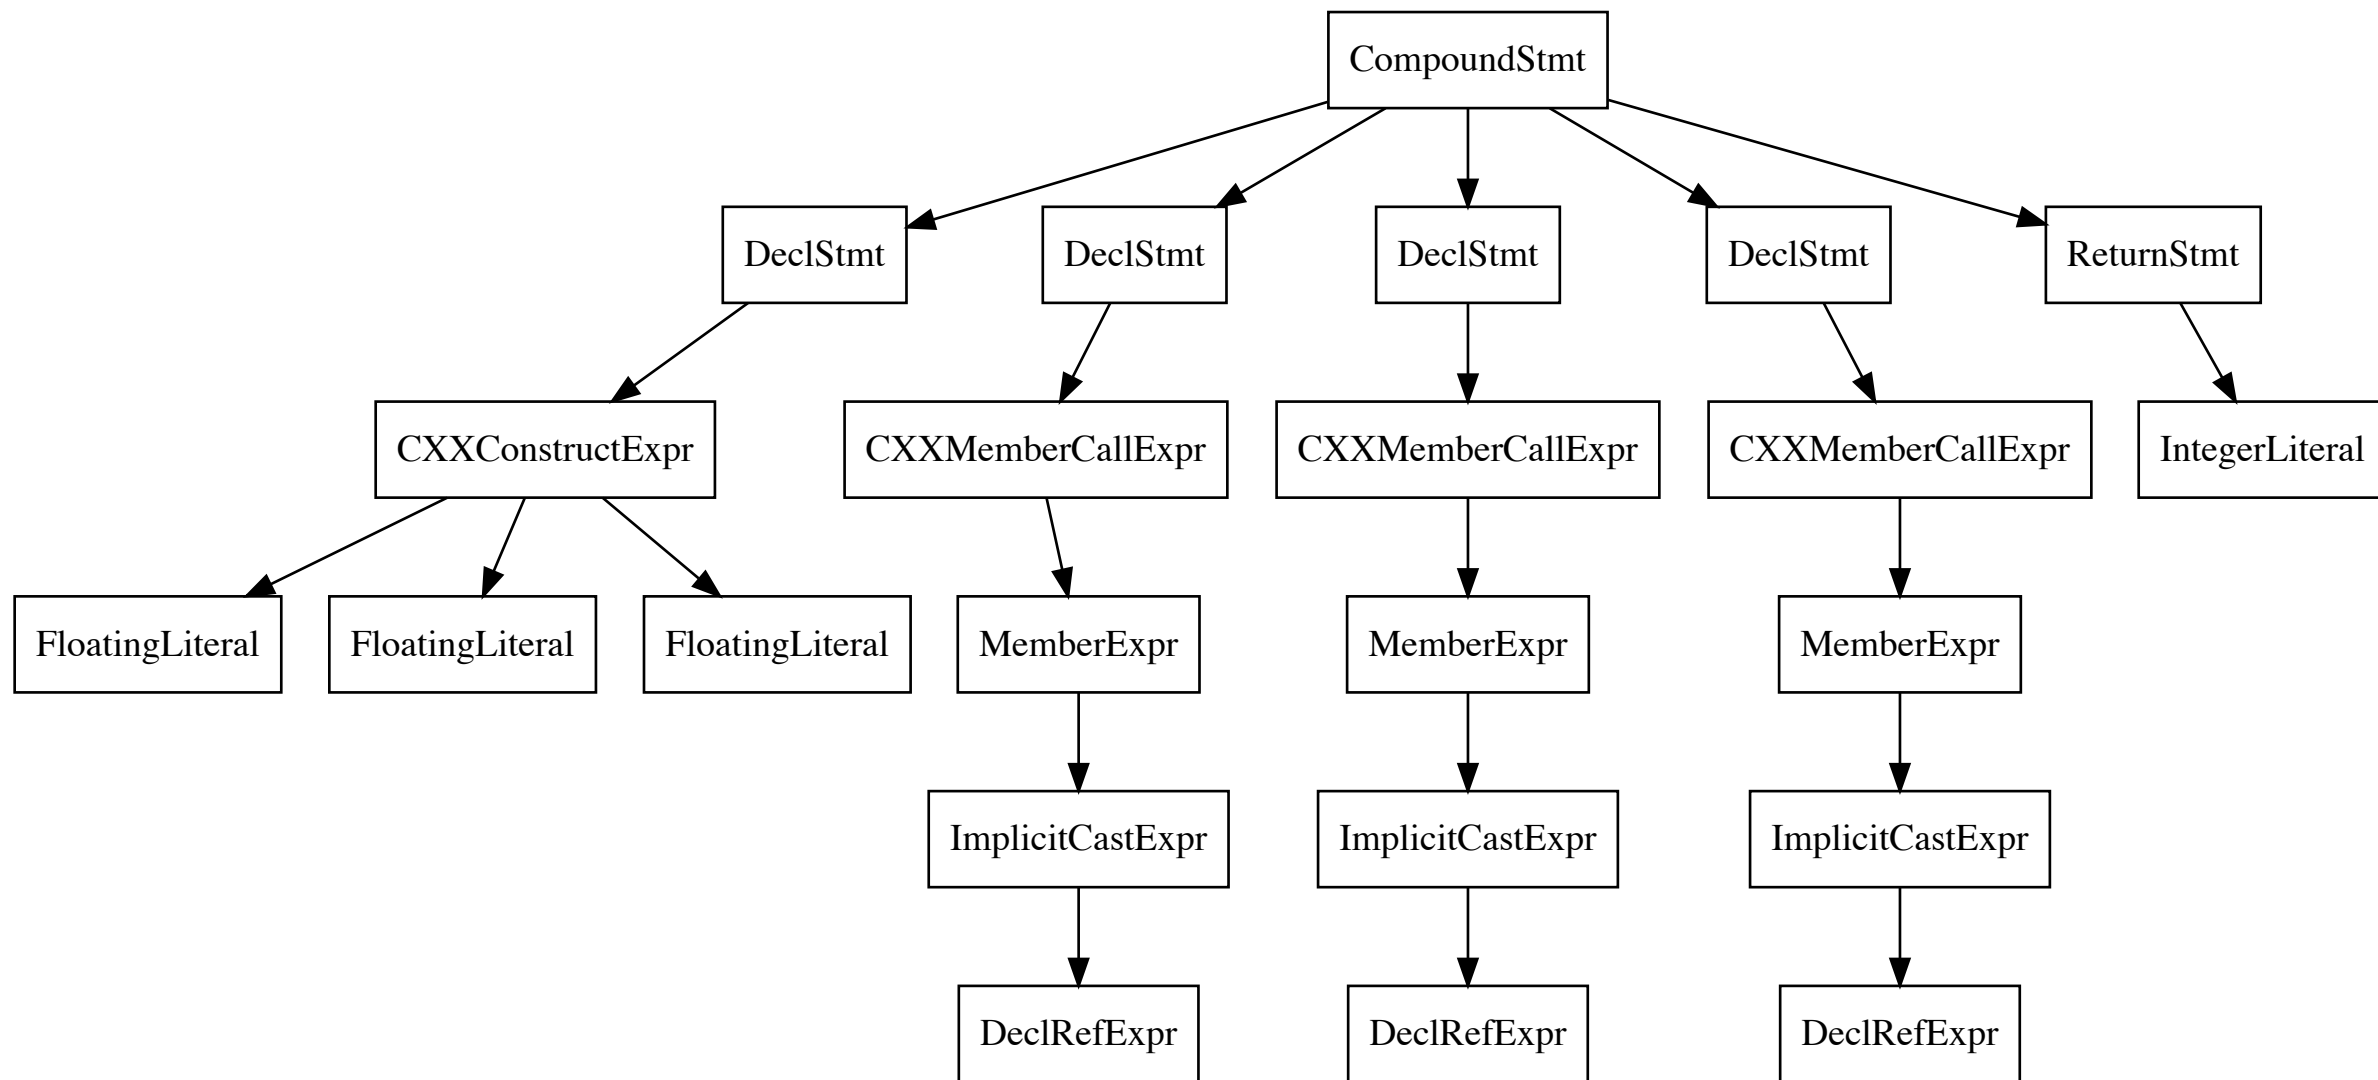 CompoundStmt
DeclStmt DeclStmt DeclStmt DeclStmt ReturnStmt
CXXConstructExpr CXXMemberCallExpr CXXMemberCallExpr CXXMemberCallExpr IntegerLiteral
FloatingLiteral FloatingLiteral FloatingLiteral MemberExpr MemberExpr MemberExpr
ImplicitCastExpr ImplicitCastExpr ImplicitCastExpr
DeclRefExpr DeclRefExpr DeclRefExpr